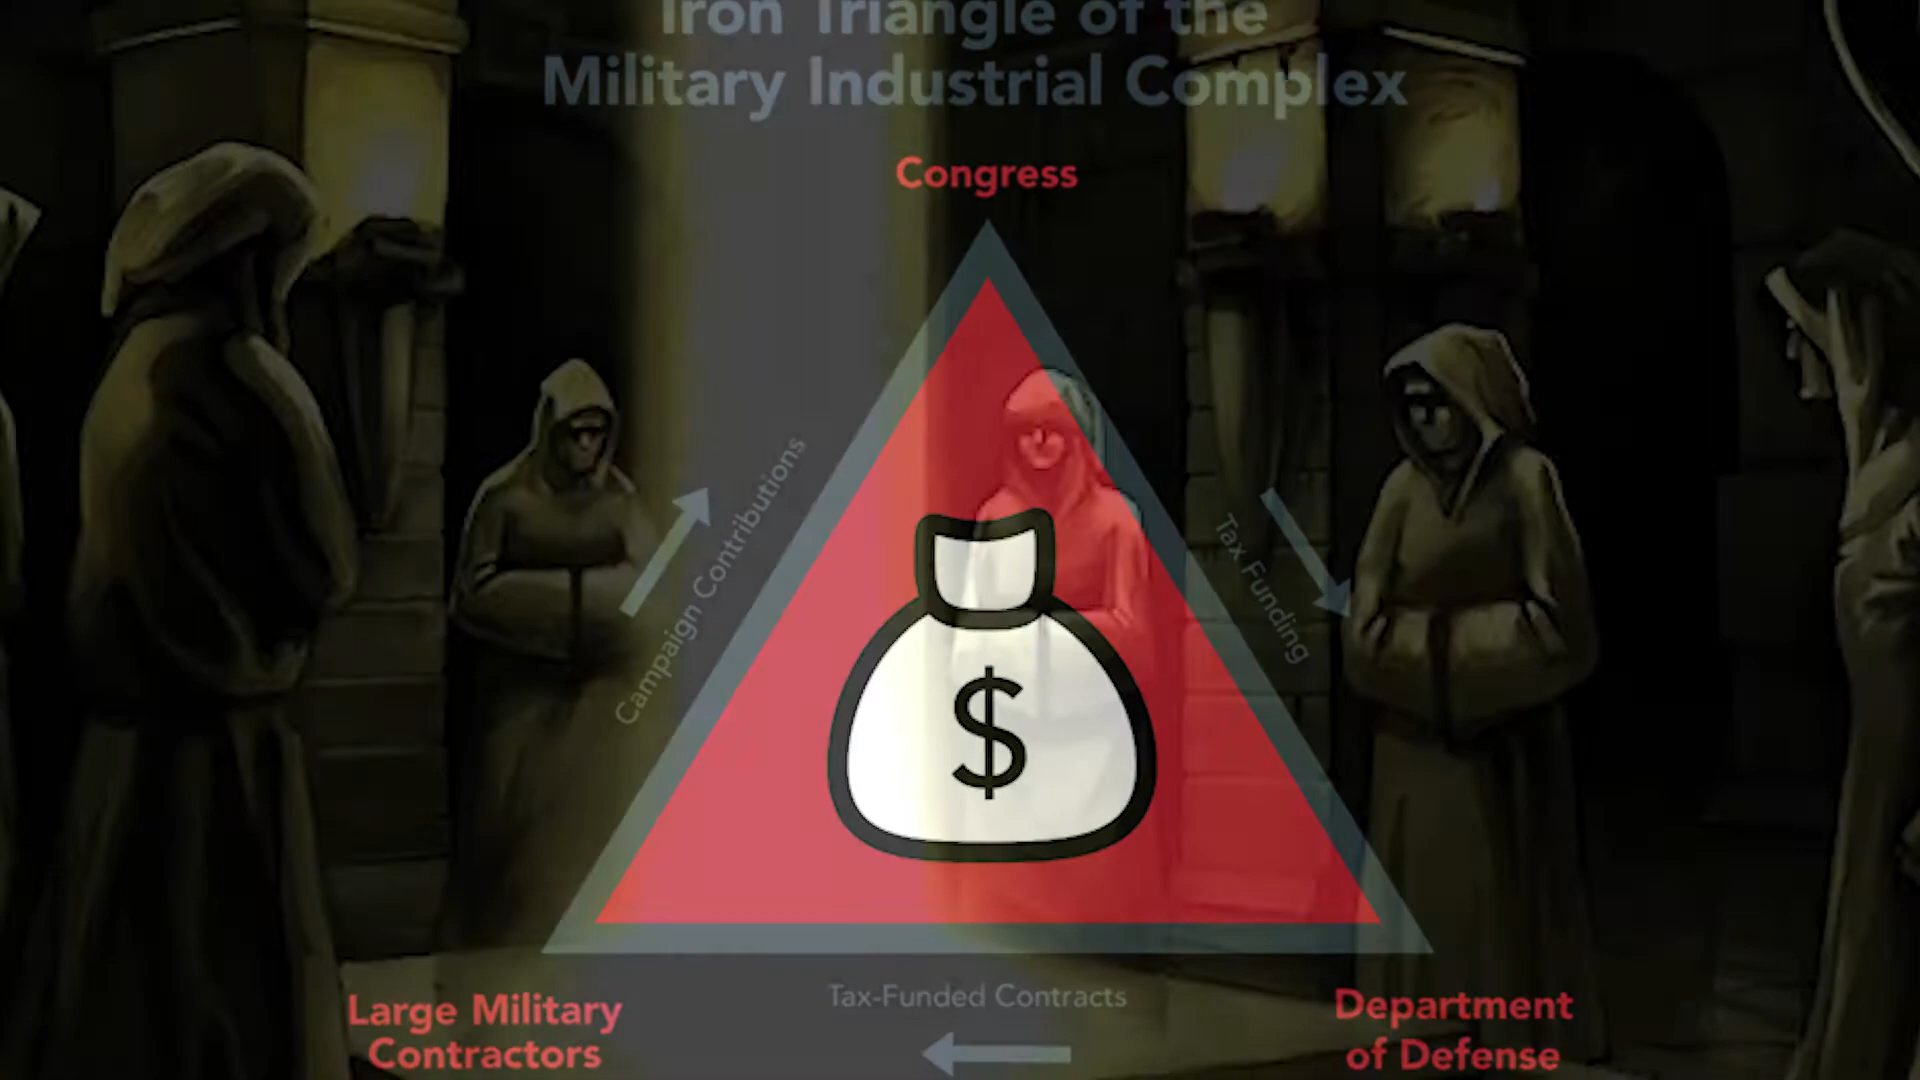 Iron Triangle of the
Military Industrial Complex
Congress
Campaign Contributions
Tax Funding
$
Tax-Funded Contracts
Large Military
Contractors
Department
of Defense